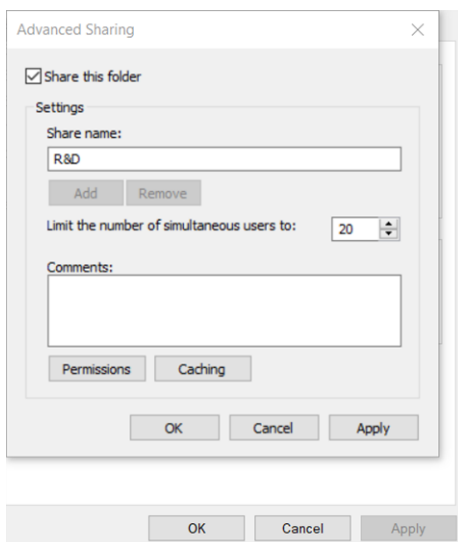 Advanced Sharing
Share this folder
Settings
Share name:
R&D
Add Remove
Limit the number of simultaneous users to: 20
Comments:
Permissions Caching
OK Cancel Apply
OK Cancel Apply